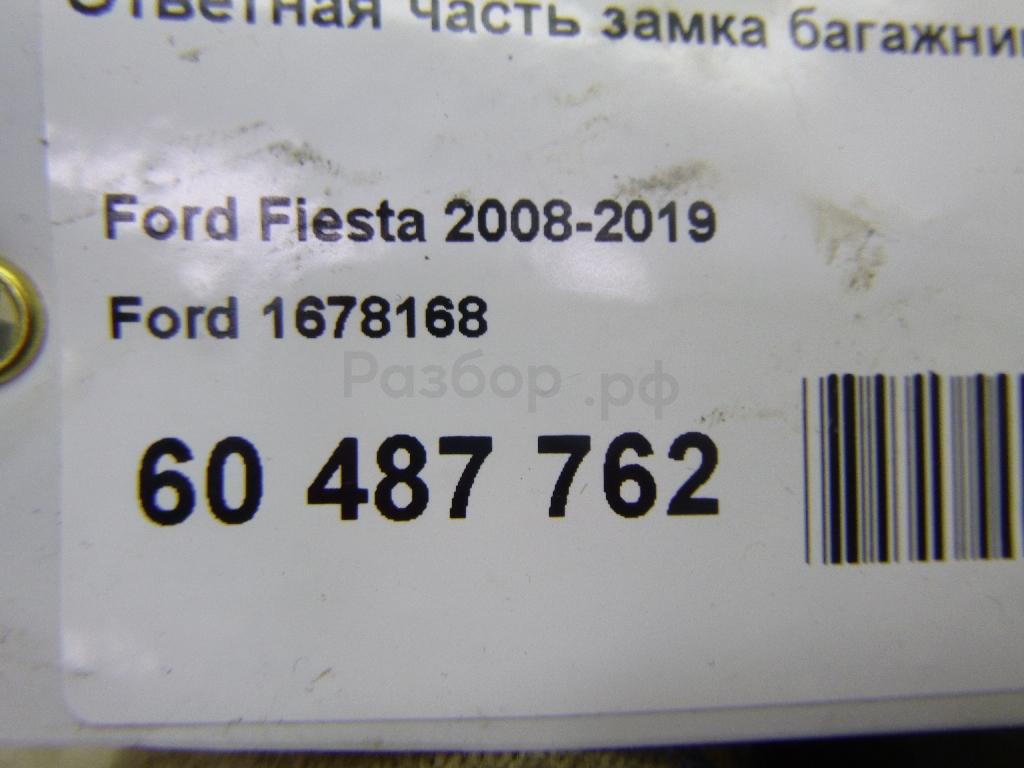 Ответная часть замка багажни
Ford Fiesta 2008-2019
Ford 1678168
Разбор.рф
60 487 762